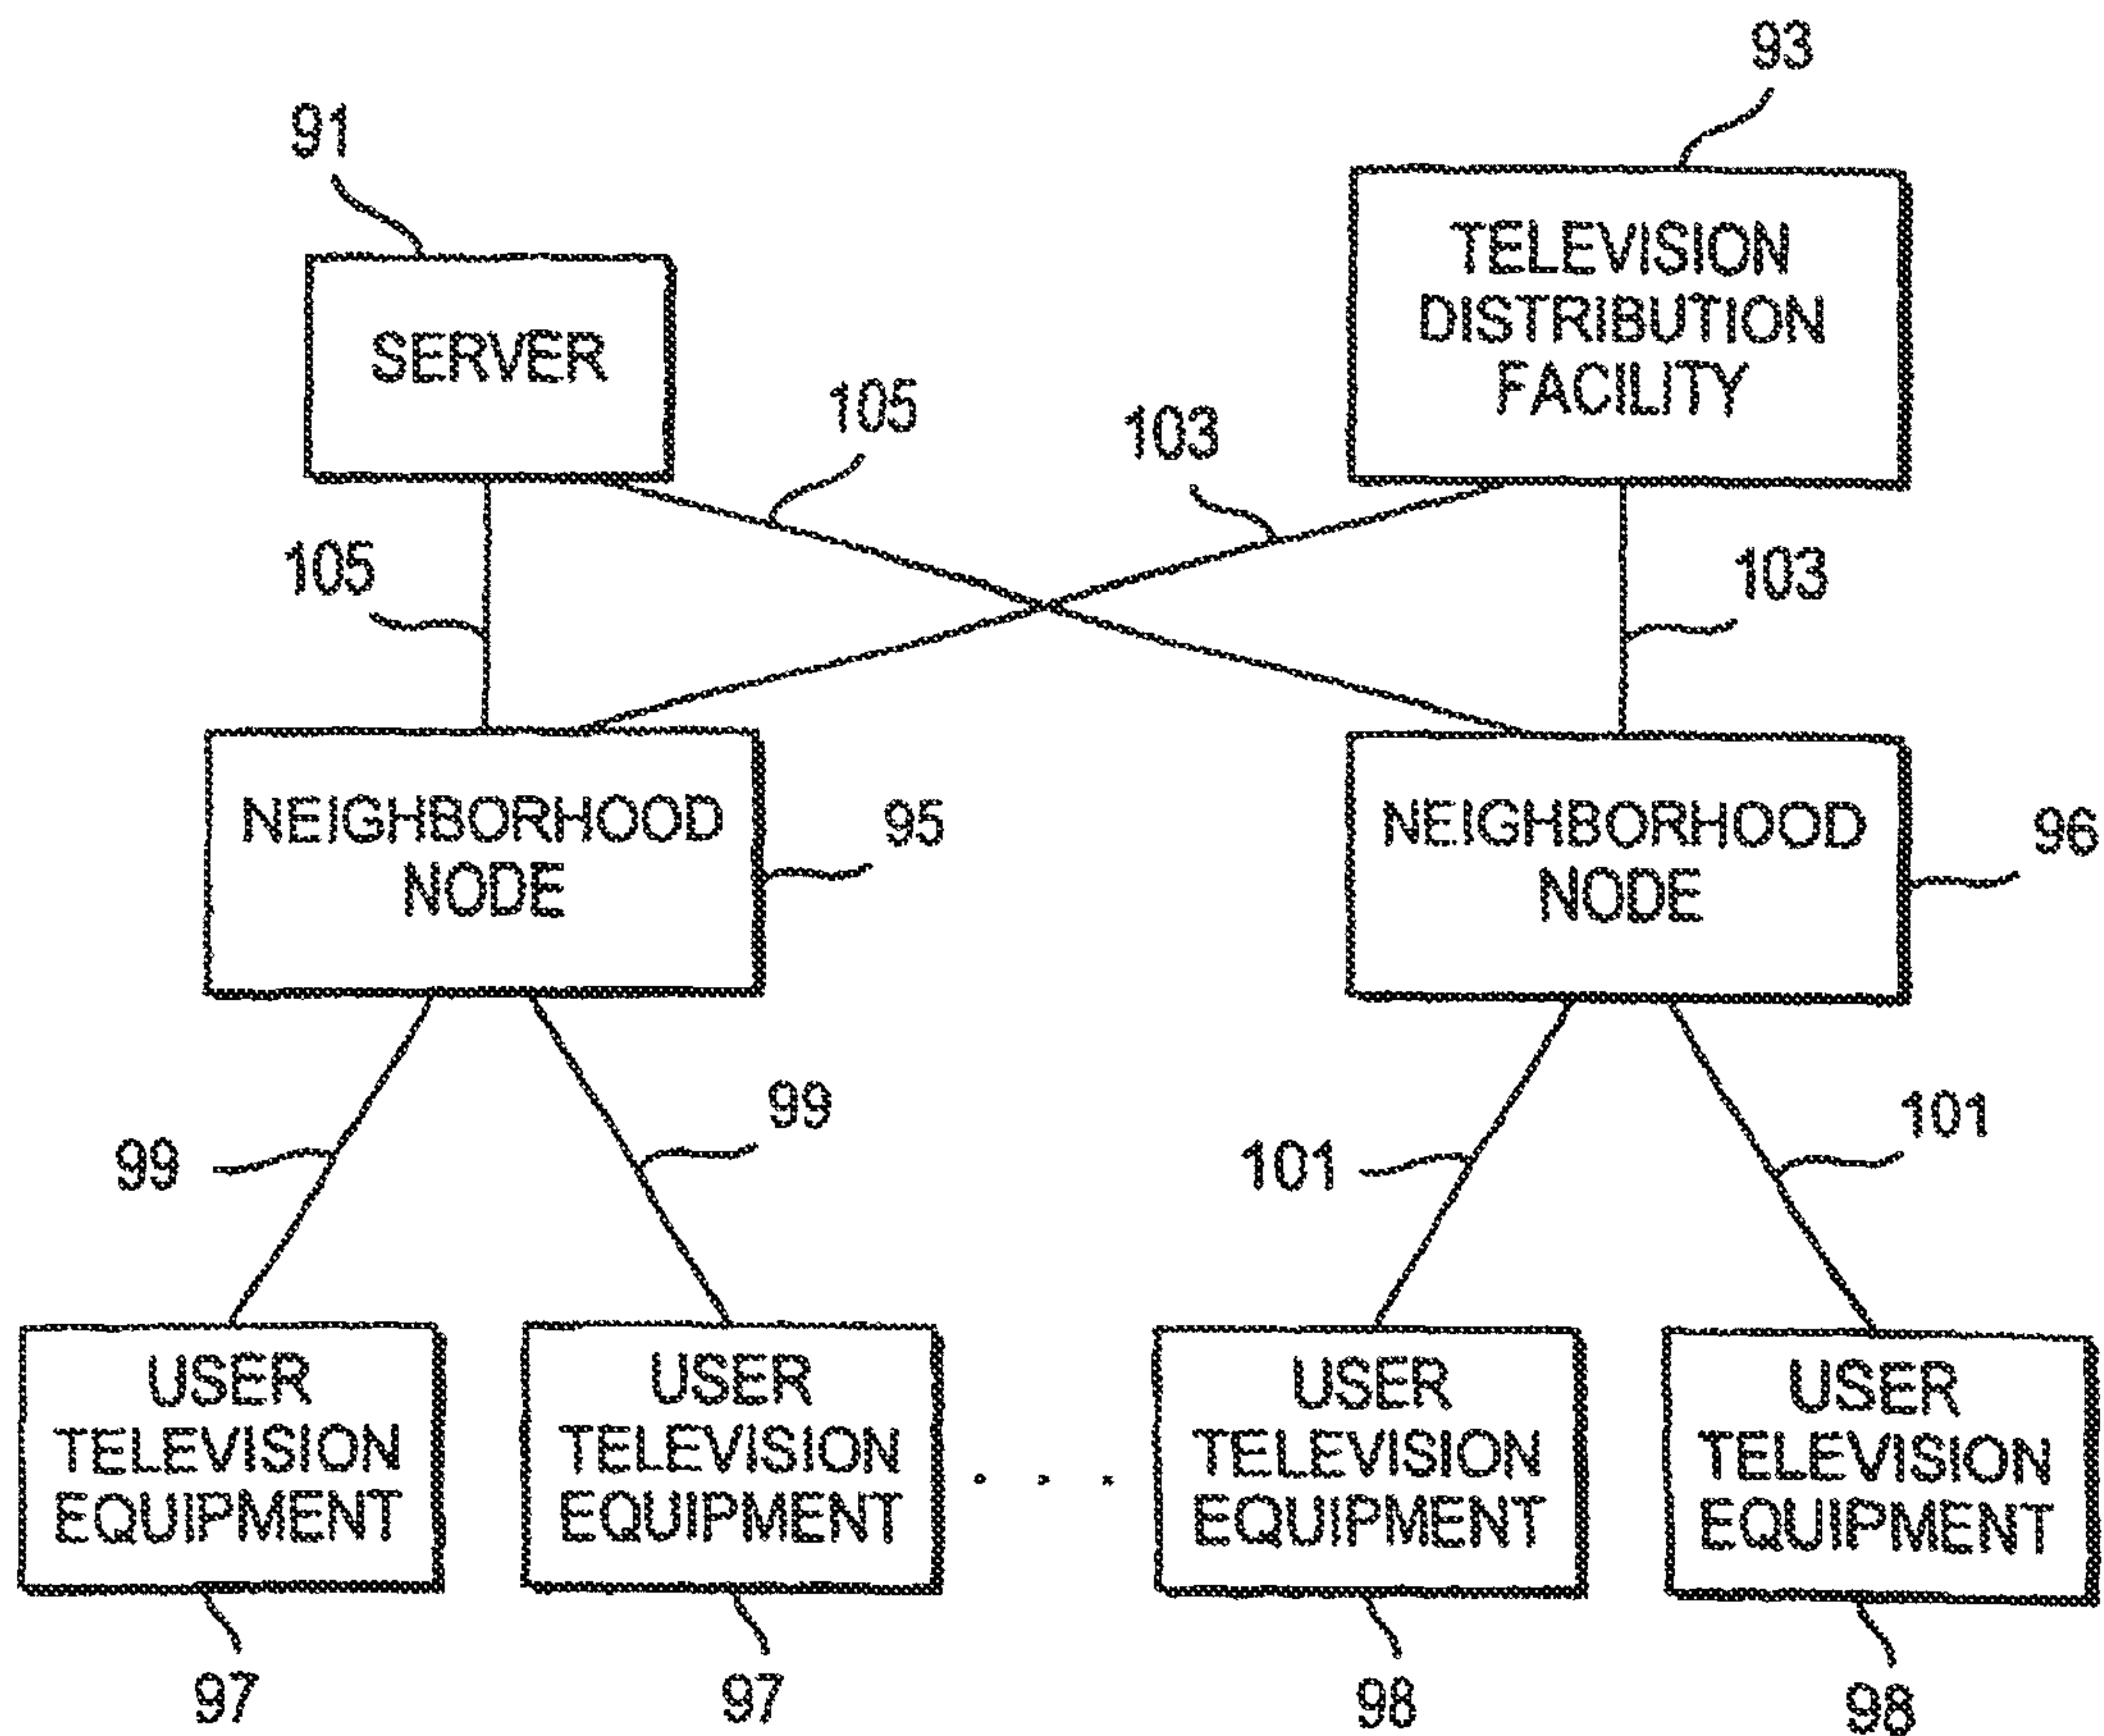 93
91
TELEVISION
DISTRIBUTION
FACILITY
SERVER
105
103
105
103
NEIGHBORHOOD
NODE
95
NEIGHBORHOOD
NODE
96
99
99
101
101
USER
TELEVISION
EQUIPMENT
USER
TELEVISION
EQUIPMENT
. . .
USER
TELEVISION
EQUIPMENT
USER
TELEVISION
EQUIPMENT
97
97
98
98